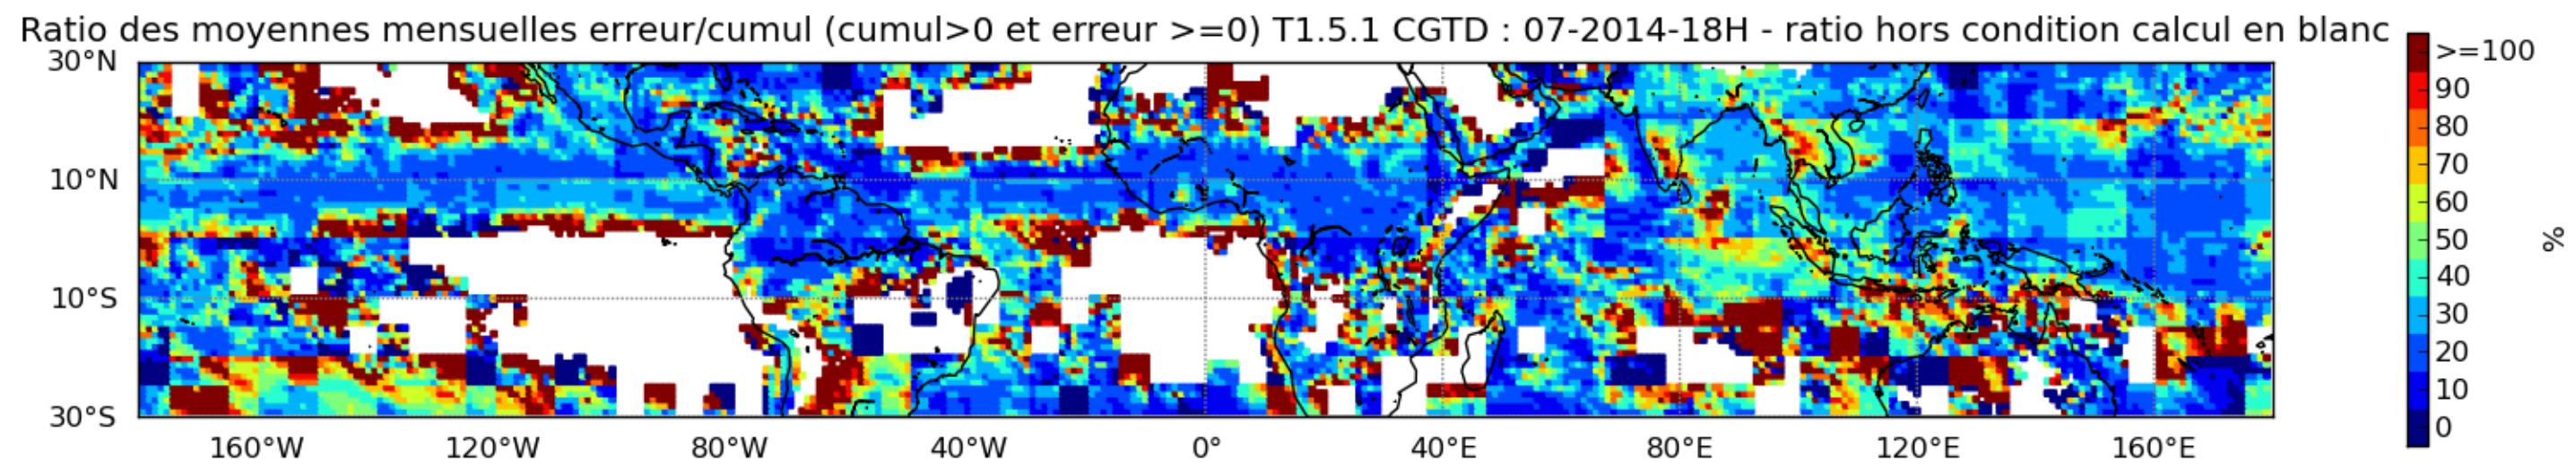 Ratio des moyennes mensuelles erreur/cumul (cumul>0 et erreur >=0) T1.5.1 CGTD : 07-2014-18H - ratio hors condition calcul en blanc
30°N
10°N
10°S
30°S
160°W 120°W 80°W 40°W 0° 40°E 80°E 120°E 160°E
>=100
90
80
70
60
50
40
30
20
10
0
%